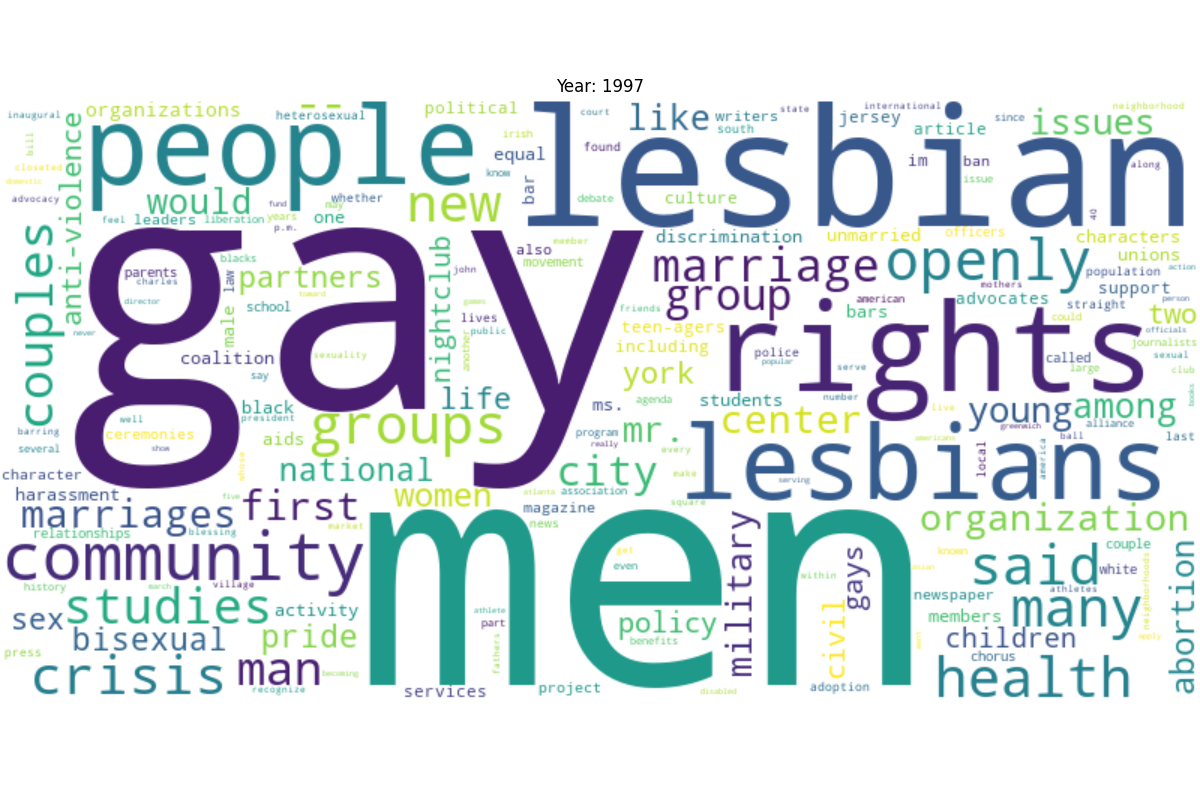 Year: 1997
inaugural
organizations
--
heterosexual
political
people
lesbian
like
writers
south
court
state
jersey
international
article
since
issues
neighborhood
bill
anti-violence
irish
equal
know
bar
found
im
ban
issue
along
closeted
domestic
advocacy
would
whether
new
debate
culture
40
feel
leaders
liberation
fund
years
may
one
p.m.
couples
gay
parents
charles
director
never
blacks
partners
law
male
school
nightclub
also
member
movement
john
lives
games
public
another
discrimination
unmarried
officers
characters
unions
marriage
openly
population
action
mothers
support
group
american
advocates
straight
person
friends
bars
could
two
officials
teen-agers
including
rights
journalists
coalition
sexuality
toward
say
police
popular
called
sexual
large
club
york
serve
black
president
life
ms.
agenda
students
number
live
young
among
books
well
ceremonies
show
barring
several
aids
groups
program
really
mr.
center
greenwich
americans
ball
alliance
last
every
character
whose
national
city
make
lesbians
serving
local
america
harassment
five
women
atlanta
association
square
marriages
first
magazine
news
market
blessing
relationships
organization
community
men
military
gays
get
even
within
asian
known
said
couple
white
abortion
history
march
village
studies
activity
athlete
part
policy
benefits
civil
newspaper
members
athletes
many
neighborhoods
apply
sex
bisexual
pride
fathers
want
children
chorus
press
crisis
man
becoming
recognize
services
project
disabled
adoption
health